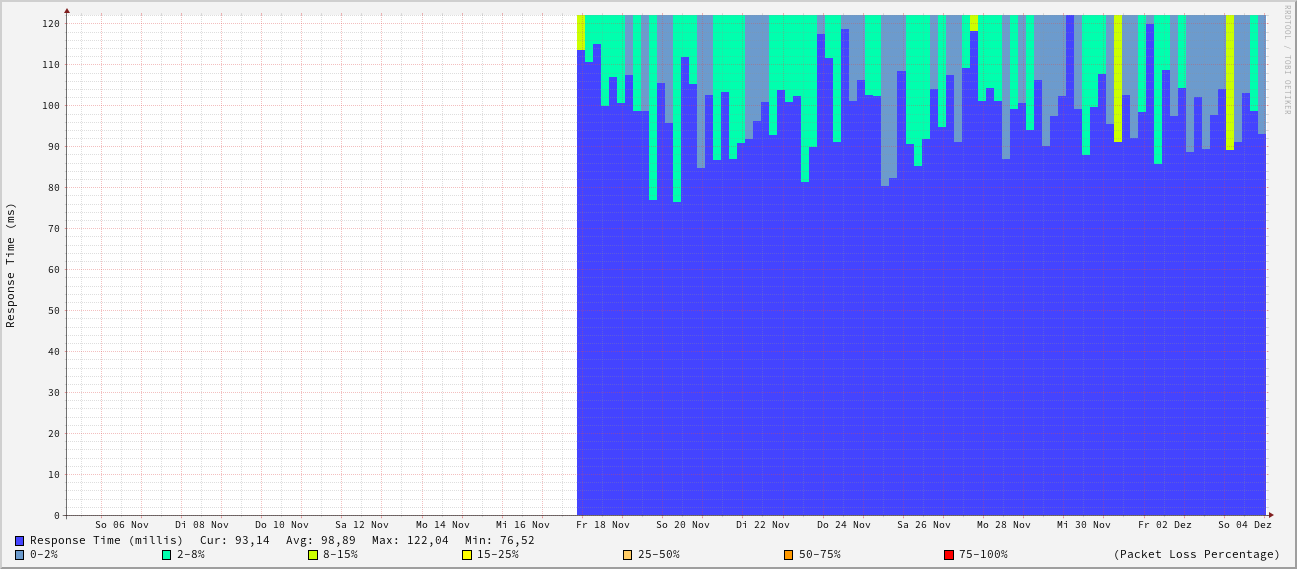 RRDTOOL / TOBI OETIKER
Response Time (ms)
120
110
100
90
80
70
60
50
40
30
20
10
0
So 06 Nov Di 08 Nov Do 10 Nov Sa 12 Nov Mo 14 Nov Mi 16 Nov Fr 18 Nov So 20 Nov Di 22 Nov Do 24 Nov Sa 26 Nov Mo 28 Nov Mi 30 Nov Fr 02 Dez So 04 Dez
Response Time (millis) Cur: 93,14 Avg: 98,89 Max: 122,04 Min: 76,52
0-2% 2-8% 8-15% 15-25% 25-50% 50-75% 75-100% (Packet Loss Percentage)